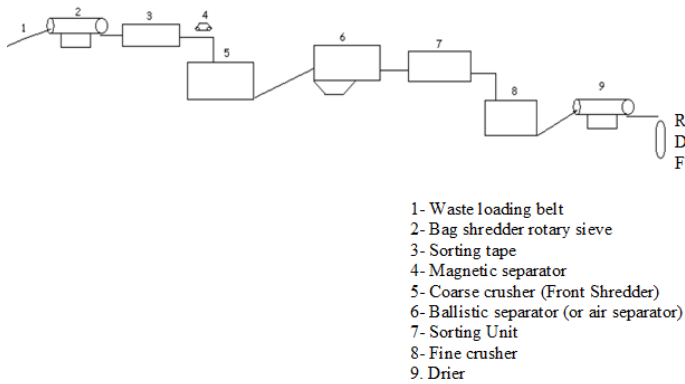 1
2
3
4
5
6
7
8
9
R
D
F
1- Waste loading belt
2- Bag shredder rotary sieve
3- Sorting tape
4- Magnetic separator
5- Coarse crusher (Front Shredder)
6- Ballistic separator (or air separator)
7- Sorting Unit
8- Fine crusher
9. Drier